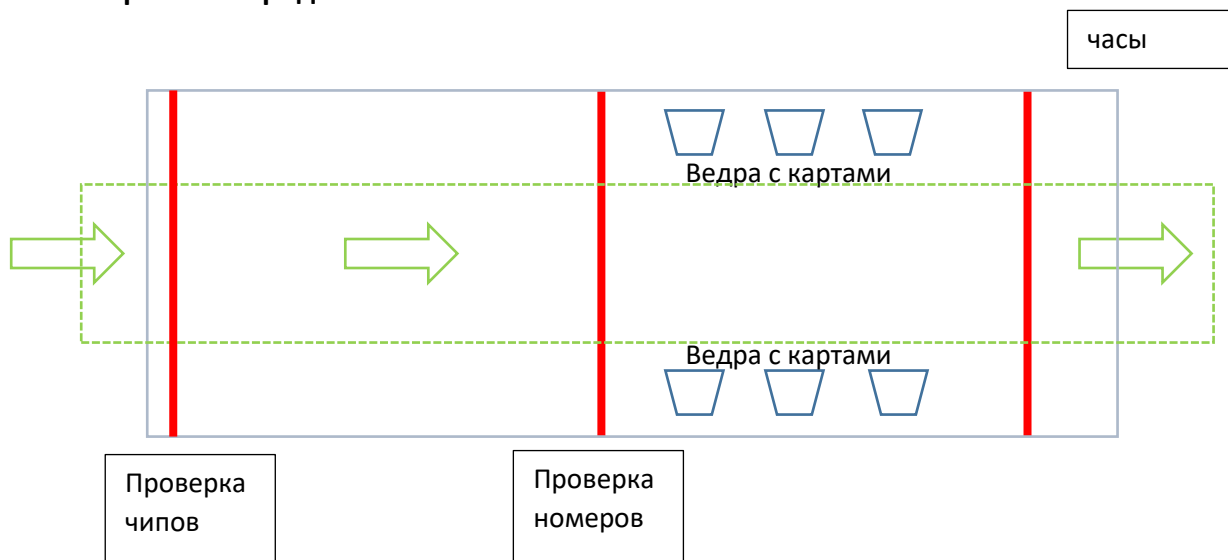 часы
Ведра с картами
Ведра с картами
Проверка
чипов
Проверка
номеров